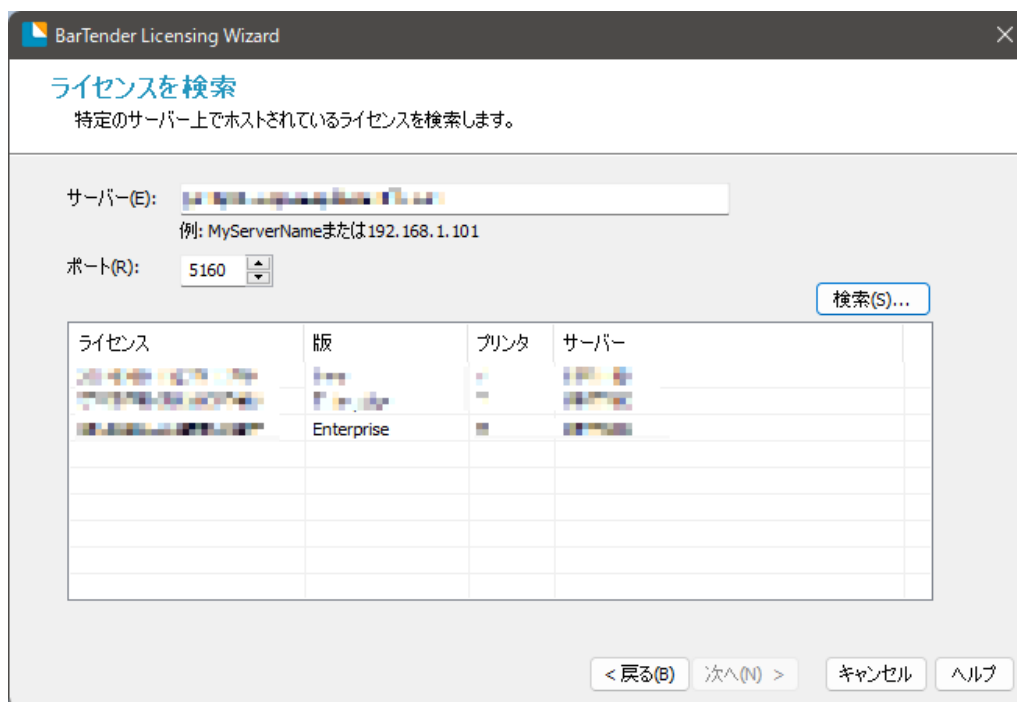 BarTender Licensing Wizard
ライセンスを検索
特定のサーバー上でホストされているライセンスを検索します。
サーバー(E):
例: MyServerNameまたは192.168.1.101
ポート(R): 5160
検索(S)...
ライセンス 版 プリンタ サーバー
Enterprise
< 戻る(B) 次へ(N) > キャンセル ヘルプ